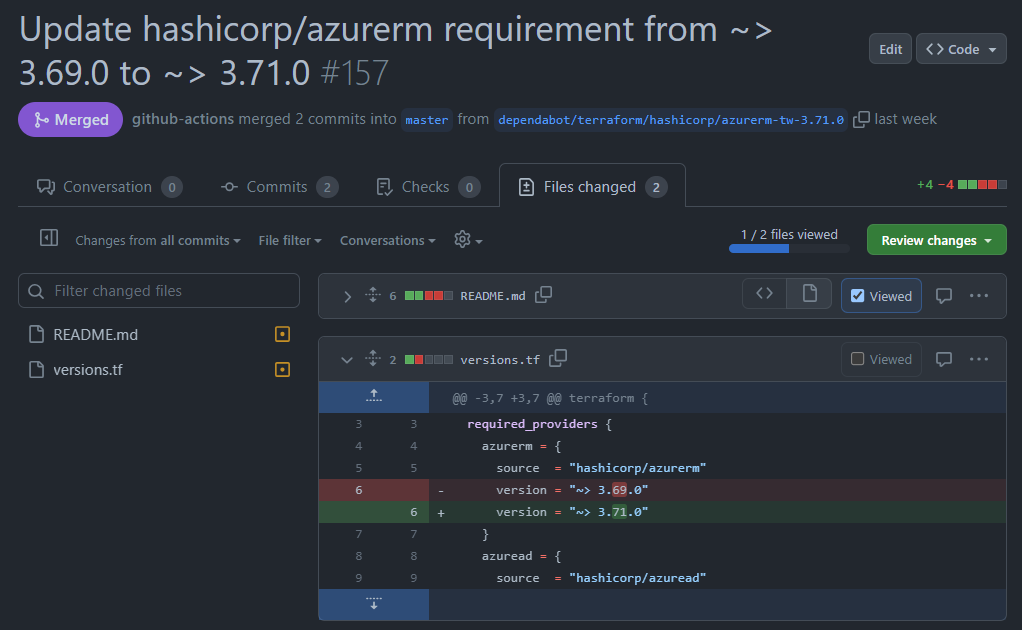 Update hashicorp/azurerm requirement from ~>
3.69.0 to ~> 3.71.0 #157
Edit
Code
Merged
github-actions merged 2 commits into master from dependabot/terraform/hashicorp/azurerm-tw-3.71.0 last week
Conversation 0
Commits 2
Checks 0
Files changed 2
+4 −4
Changes from all commits
File filter
Conversations
1 / 2 files viewed
Review changes
Filter changed files
README.md
versions.tf
6 README.md
Viewed
2 versions.tf
Viewed
@@ -3,7 +3,7 @@ terraform {
3 3 required_providers {
4 4 azurerm = {
5 5 source = "hashicorp/azurerm"
6 - version = "~> 3.69.0"
6 + version = "~> 3.71.0"
7 7 }
8 8 azuread = {
9 9 source = "hashicorp/azuread"